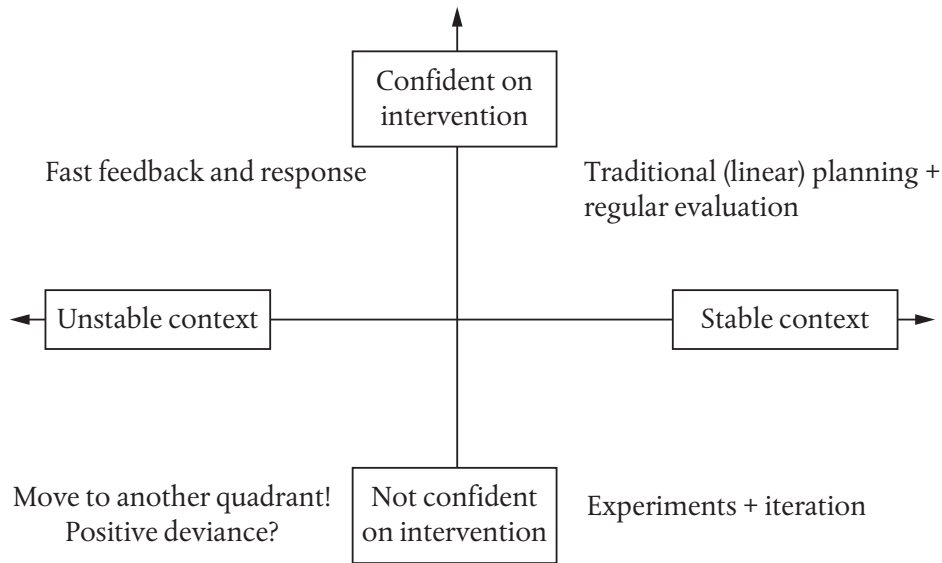 Confident on
intervention
Fast feedback and response
Traditional (linear) planning +
regular evaluation
Unstable context
Stable context
Move to another quadrant!
Positive deviance?
Not confident
on intervention
Experiments + iteration